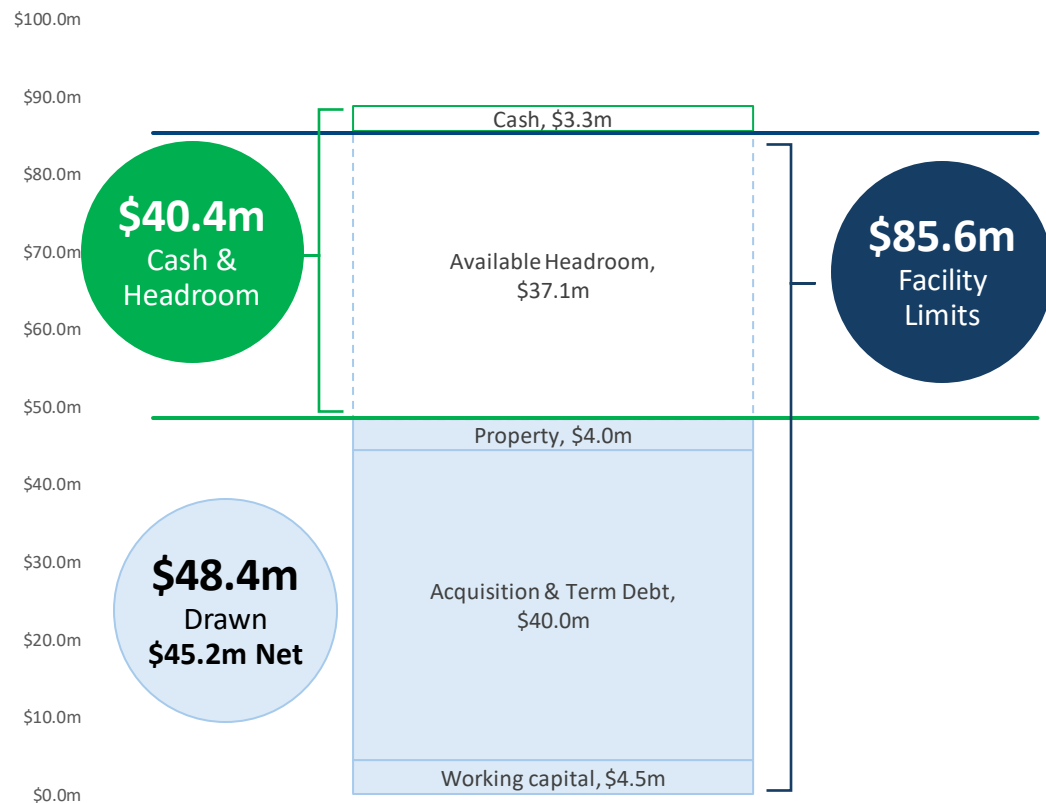 $100.0m
$90.0m
$80.0m
$70.0m
$60.0m
$50.0m
$40.0m
$30.0m
$20.0m
$10.0m
$0.0m
$40.4m
Cash &
Headroom
$48.4m
Drawn
$45.2m Net
Cash, $3.3m
Available Headroom,
$37.1m
Property, $4.0m
Acquisition & Term Debt,
$40.0m
Working capital, $4.5m
$85.6m
Facility
Limits